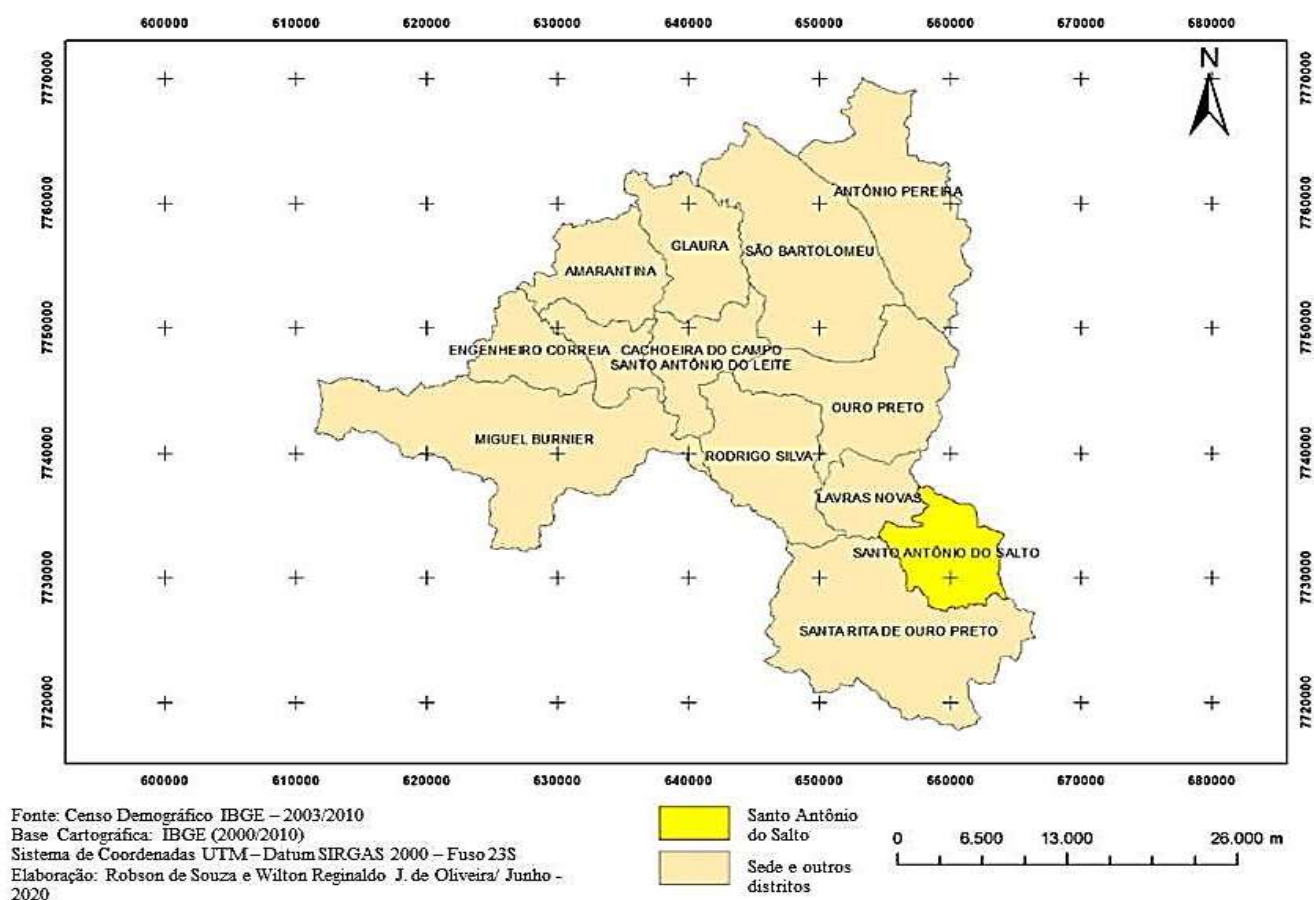 600000 610000 620000 630000 640000 650000 660000 670000 680000
N
7770000 7770000
ANTÔNIO PEREIRA
7760000 7760000
GLAURA SÃO BARTOLOMEU
AMARANTINA
7750000 7750000
ENGENHEIRO CORREIA CACHOEIRA DO CAMPO
SANTO ANTÔNIO DO LEITE
OURO PRETO
MIGUEL BURNIER
7740000 7740000
RODRIGO SILVA
LAVRAS NOVAS
SANTO ANTÔNIO DO SALTO
7730000 7730000
SANTA RITA DE OURO PRETO
7720000 7720000
600000 610000 620000 630000 640000 650000 660000 670000 680000
Fonte: Censo Demográfico IBGE – 2003/2010
Base Cartográfica: IBGE (2000/2010)
Sistema de Coordenadas UTM – Datum SIRGAS 2000 – Fuso 23S
Elaboração: Robson de Souza e Wilton Reginaldo J. de Oliveira/ Junho -
2020
Santo Antônio
do Salto
Sede e outros
distritos
0 6.500 13.000 26.000 m